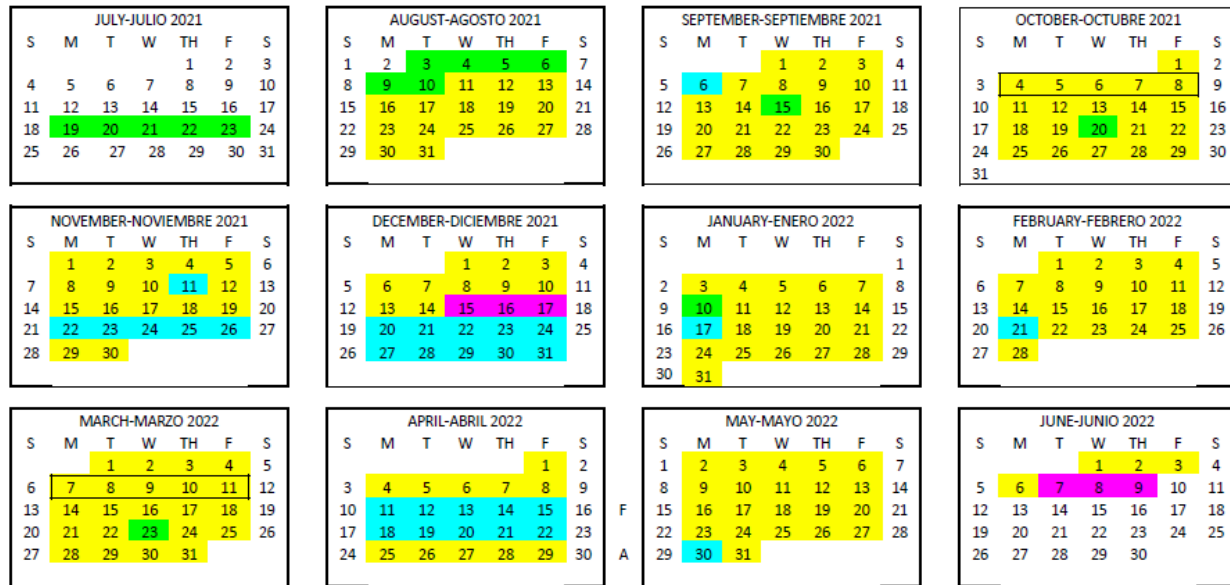 JULY-JULIO 2021
S M T W TH F S
1 2 3
4 5 6 7 8 9 10
11 12 13 14 15 16 17
18 19 20 21 22 23 24
25 26 27 28 29 30 31
AUGUST-AGOSTO 2021
S M T W TH F S
1 2 3 4 5 6 7
8 9 10 11 12 13 14
15 16 17 18 19 20 21
22 23 24 25 26 27 28
29 30 31
SEPTEMBER-SEPTIEMBRE 2021
S M T W TH F S
1 2 3 4
5 6 7 8 9 10 11
12 13 14 15 16 17 18
19 20 21 22 23 24 25
26 27 28 29 30
OCTOBER-OCTUBRE 2021
S M T W TH F S
1 2
3 4 5 6 7 8 9
10 11 12 13 14 15 16
17 18 19 20 21 22 23
24 25 26 27 28 29 30
31
NOVEMBER-NOVIEMBRE 2021
S M T W TH F S
1 2 3 4 5 6
7 8 9 10 11 12 13
14 15 16 17 18 19 20
21 22 23 24 25 26 27
28 29 30
DECEMBER-DICIEMBRE 2021
S M T W TH F S
1 2 3 4
5 6 7 8 9 10 11
12 13 14 15 16 17 18
19 20 21 22 23 24 25
26 27 28 29 30 31
JANUARY-ENERO 2022
S M T W TH F S
1
2 3 4 5 6 7 8
9 10 11 12 13 14 15
16 17 18 19 20 21 22
23 24 25 26 27 28 29
30 31
FEBRUARY-FEBRERO 2022
S M T W TH F S
1 2 3 4 5
6 7 8 9 10 11 12
13 14 15 16 17 18 19
20 21 22 23 24 25 26
27 28
MARCH-MARZO 2022
S M T W TH F S
1 2 3 4 5
6 7 8 9 10 11 12
13 14 15 16 17 18 19
20 21 22 23 24 25 26
27 28 29 30 31
APRIL-ABRIL 2022
S M T W TH F S
1 2
3 4 5 6 7 8 9
10 11 12 13 14 15 16
17 18 19 20 21 22 23
24 25 26 27 28 29 30
F
A
MAY-MAYO 2022
S M T W TH F S
1 2 3 4 5 6 7
8 9 10 11 12 13 14
15 16 17 18 19 20 21
22 23 24 25 26 27 28
29 30 31
JUNE-JUNIO 2022
S M T W TH F S
1 2 3 4
5 6 7 8 9 10 11
12 13 14 15 16 17 18
19 20 21 22 23 24 25
26 27 28 29 30